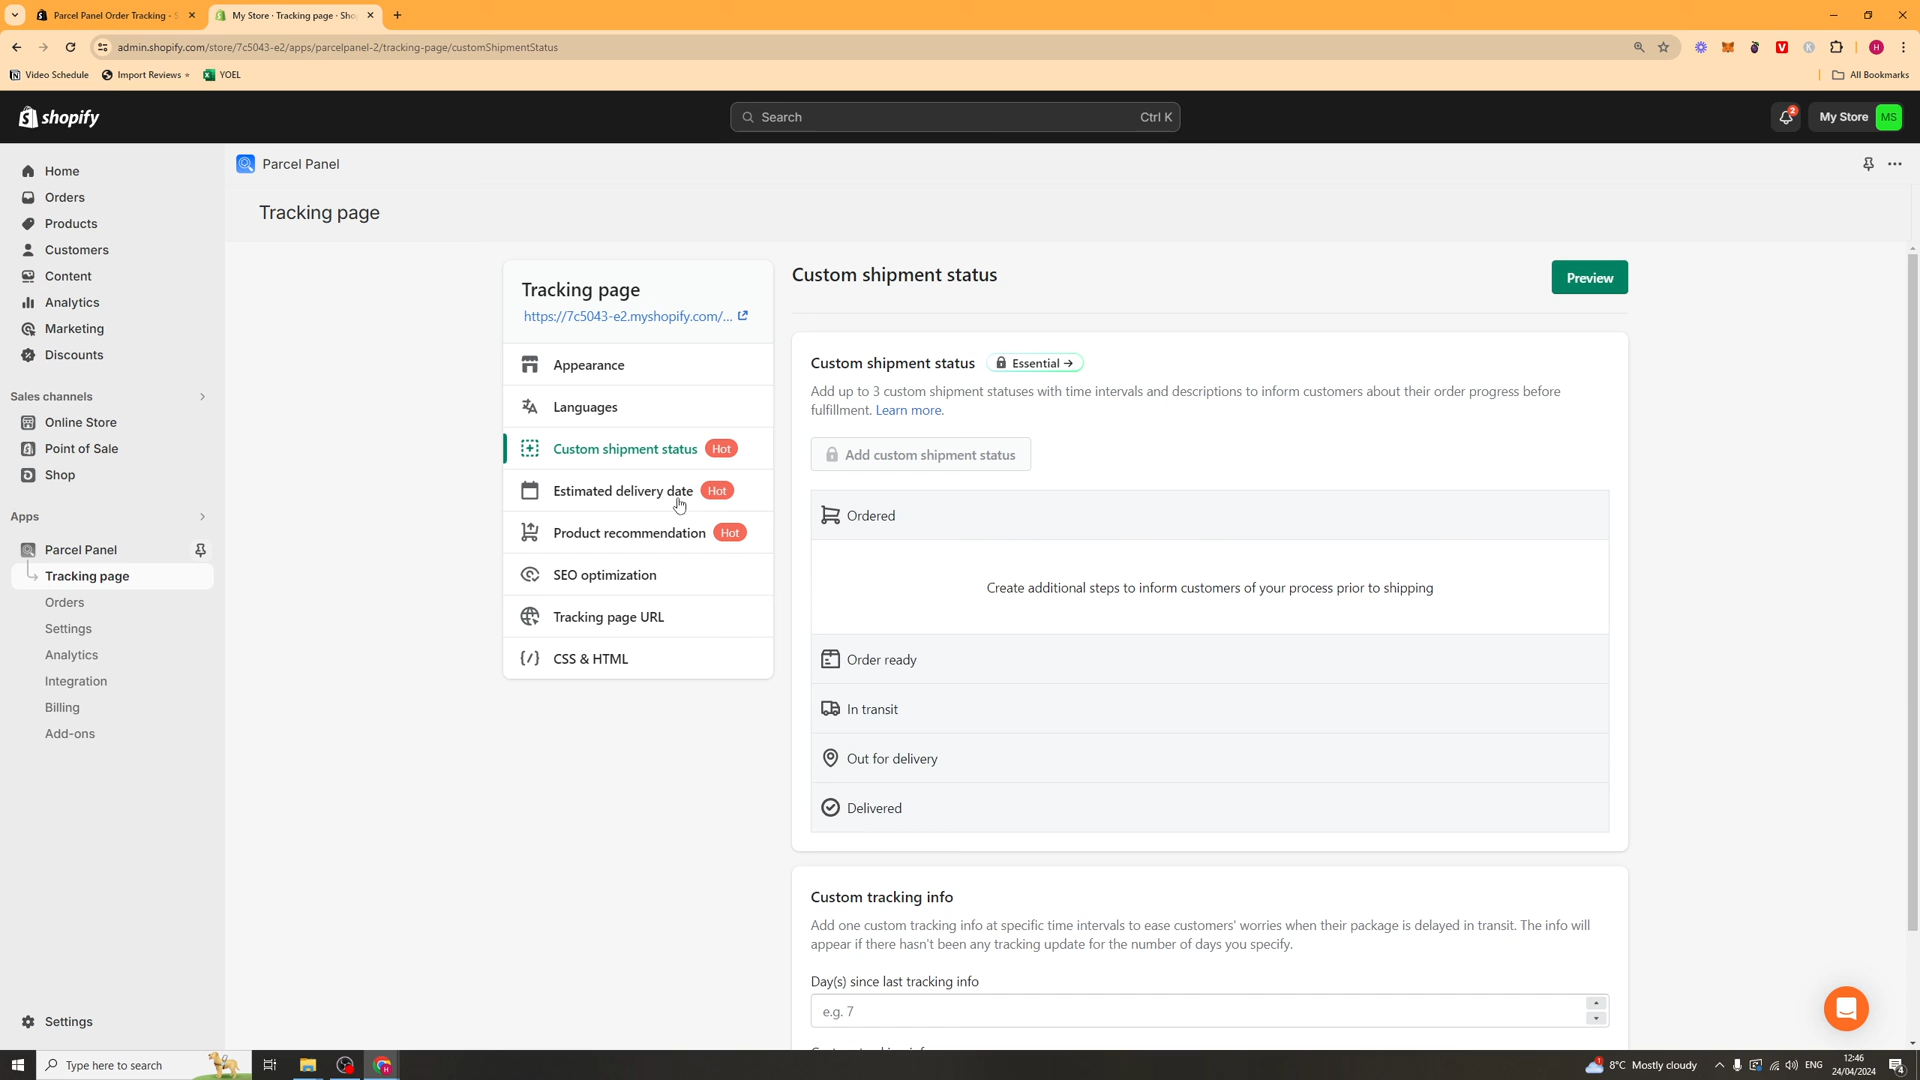 Parcel Panel Order Tracking - S
My Store · Tracking page · Sho
admin.shopify.com/store/7c5043-e2/apps/parcelpanel-2/tracking-page/customShipmentStatus
Video Schedule
Import Reviews
YOEL
All Bookmarks
shopify
Search
Ctrl K
2
My Store
MS
Home
Orders
Products
Customers
Content
Analytics
Marketing
Discounts
Sales channels
Online Store
Point of Sale
Shop
Apps
Parcel Panel
Tracking page
Orders
Settings
Analytics
Integration
Billing
Add-ons
Settings
Parcel Panel
Tracking page
Tracking page
https://7c5043-e2.myshopify.com/...
Appearance
Languages
Custom shipment status Hot
Estimated delivery date Hot
Product recommendation Hot
SEO optimization
Tracking page URL
CSS & HTML
Custom shipment status
Preview
Custom shipment status
Essential →
Add up to 3 custom shipment statuses with time intervals and descriptions to inform customers about their order progress before
fulfillment. Learn more.
Add custom shipment status
Ordered
Create additional steps to inform customers of your process prior to shipping
Order ready
In transit
Out for delivery
Delivered
Custom tracking info
Add one custom tracking info at specific time intervals to ease customers' worries when their package is delayed in transit. The info will
appear if there hasn't been any tracking update for the number of days you specify.
Day(s) since last tracking info
e.g. 7
Type here to search
8°C Mostly cloudy
ENG
12:46
24/04/2024